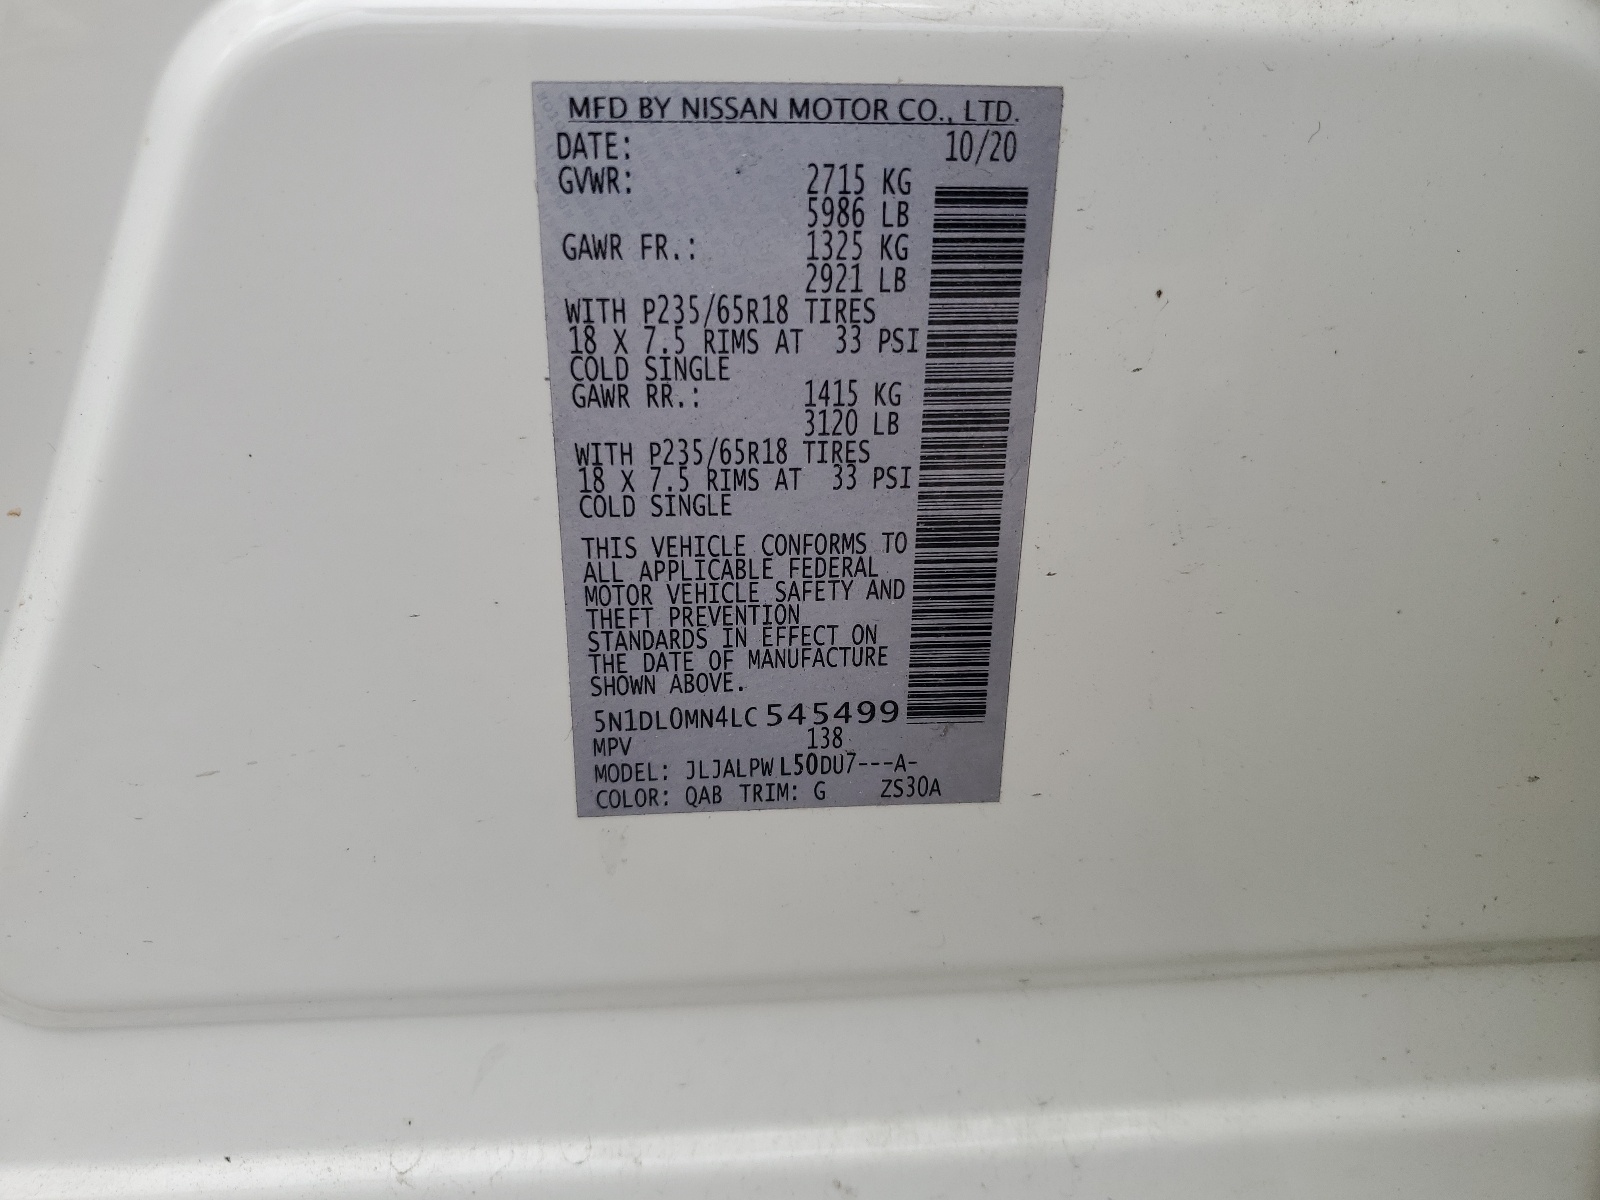 MFD BY NISSAN MOTOR CO., LTD.
DATE: 10/20
GVWR: 2715 KG
5986 LB
GAWR FR.: 1325 KG
2921 LB
WITH P235/65R18 TIRES
18 X 7.5 RIMS AT 33 PSI
COLD SINGLE
GAWR RR.: 1415 KG
3120 LB
WITH P235/65R18 TIRES
18 X 7.5 RIMS AT 33 PSI
COLD SINGLE
THIS VEHICLE CONFORMS TO
ALL APPLICABLE FEDERAL
MOTOR VEHICLE SAFETY AND
THEFT PREVENTION
STANDARDS IN EFFECT ON
THE DATE OF MANUFACTURE
SHOWN ABOVE.
5N1DL0MN4LC545499
MPV 138
MODEL: JLJALPWL50DU7---A-
COLOR: QAB TRIM: G ZS30A